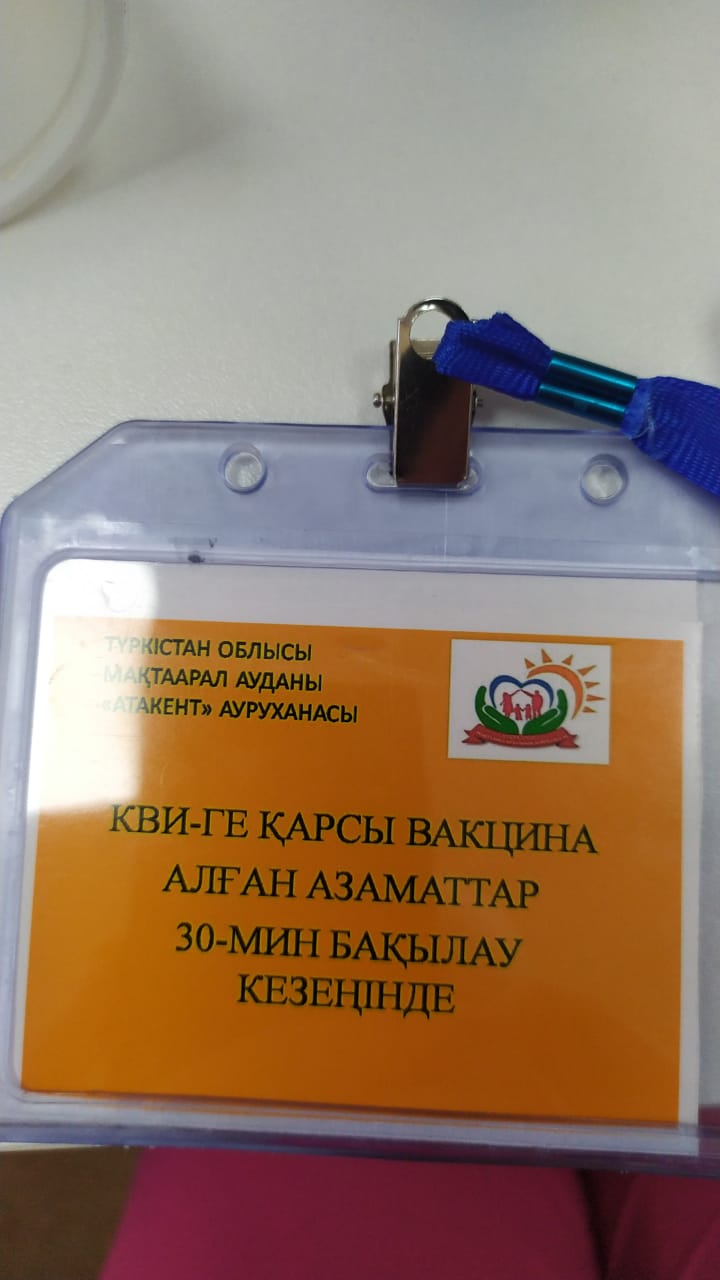 ТҮРКІСТАН ОБЛЫСЫ
МАҚТААРАЛ АУДАНЫ
«АТАКЕНТ» АУРУХАНАСЫ
КВИ-ГЕ ҚАРСЫ ВАКЦИНА
АЛҒАН АЗАМАТТАР
30-МИН БАҚЫЛАУ
КЕЗЕҢІНДЕ